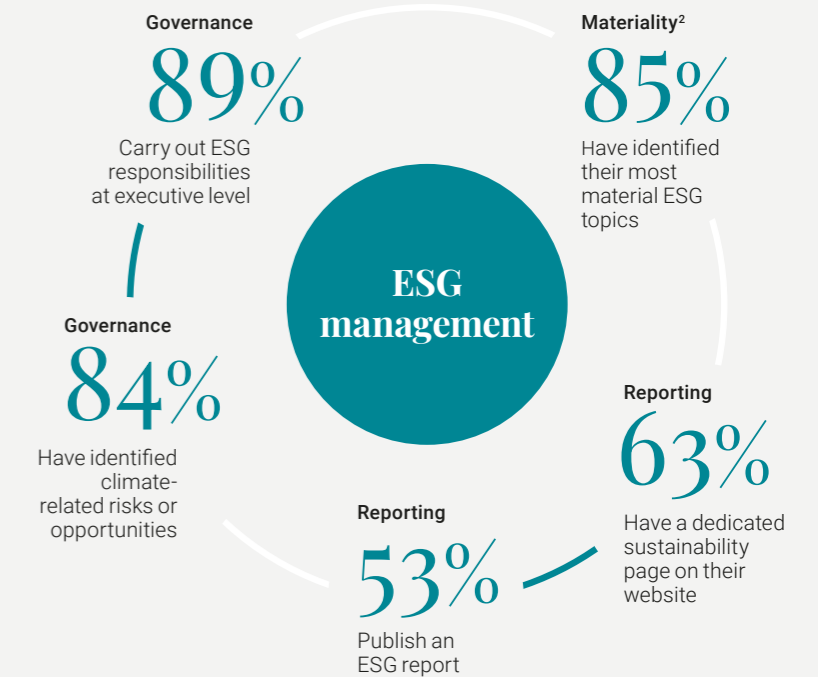 Governance
89%
Carry out ESG
responsibilities
at executive level
Materiality²
85%
Have identified
their most
material ESG
topics
ESG
management
Governance
84%
Have identified
climate-
related risks or
opportunities
Reporting
63%
Have a dedicated
sustainability
page on their
website
Reporting
53%
Publish an
ESG report